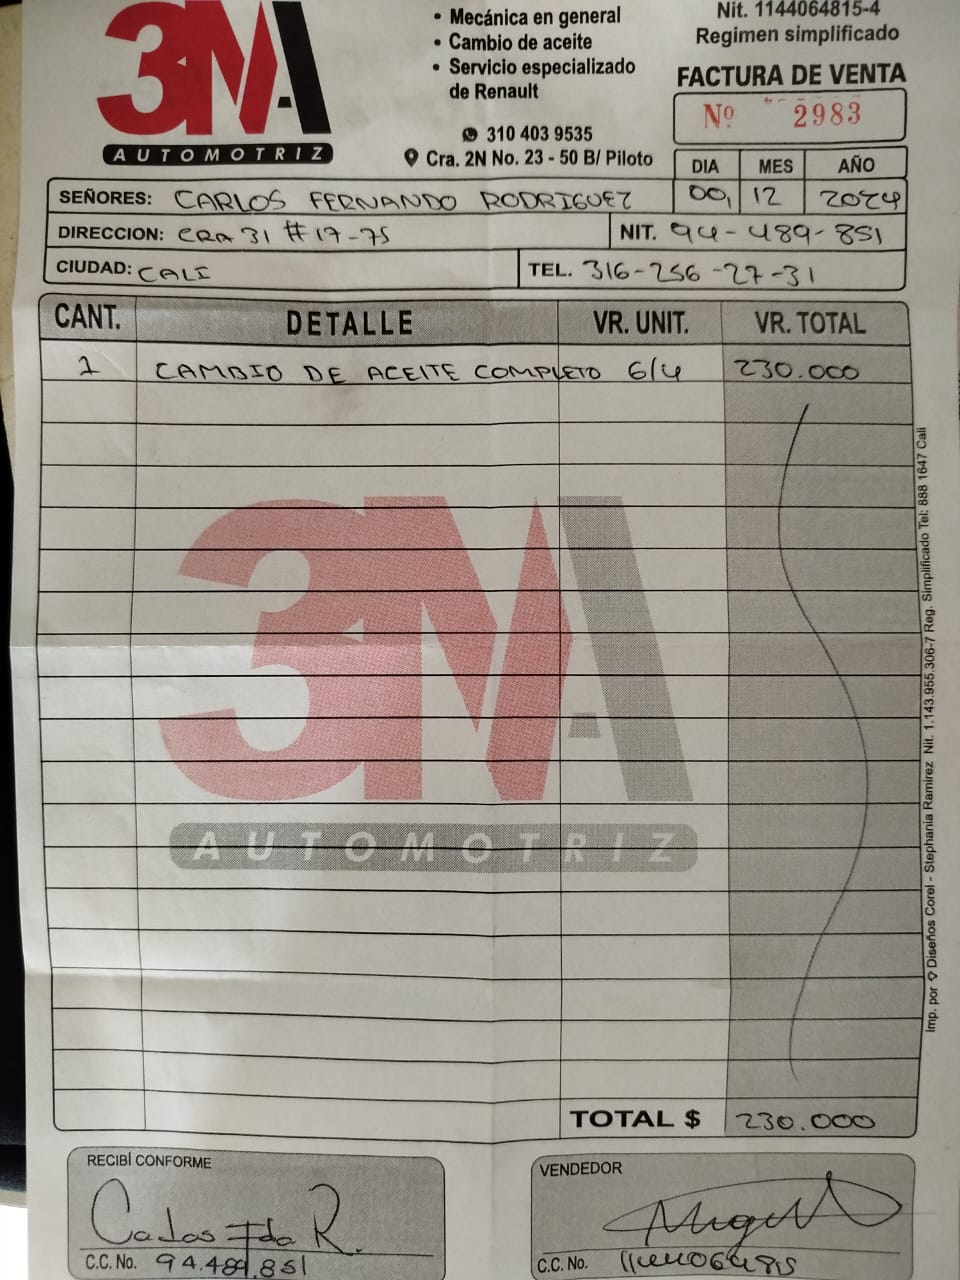 3MA
AUTOMOTRIZ
• Mecánica en general
• Cambio de aceite
• Servicio especializado
de Renault
310 403 9535
Cra. 2N No. 23 - 50 B/ Piloto
Nit. 1144064815-4
Regimen simplificado
FACTURA DE VENTA
Nº 2983
DIA MES AÑO
12 2024
SEÑORES: CARLOS FERNANDO RODRIGUEZ
DIRECCION: CRA 31 #17-75 NIT. 94-489-851
CIUDAD: CALI TEL. 316-256-27-31
CANT. DETALLE VR. UNIT. VR. TOTAL
1 CAMBIO DE ACEITE COMPLETO 6/4 230.000
3MA
AUTOMOTRIZ
TOTAL $ 230.000
RECIBÍ CONFORME
Carlos Fdo R.
C.C. No. 94.489.851
VENDEDOR
C.C. No. 1144064815
Imp. por Diseños Corel - Stephania Ramirez Nit. 1.143.955.306-7 Reg. Simplificado Tel: 888 1647 Cali